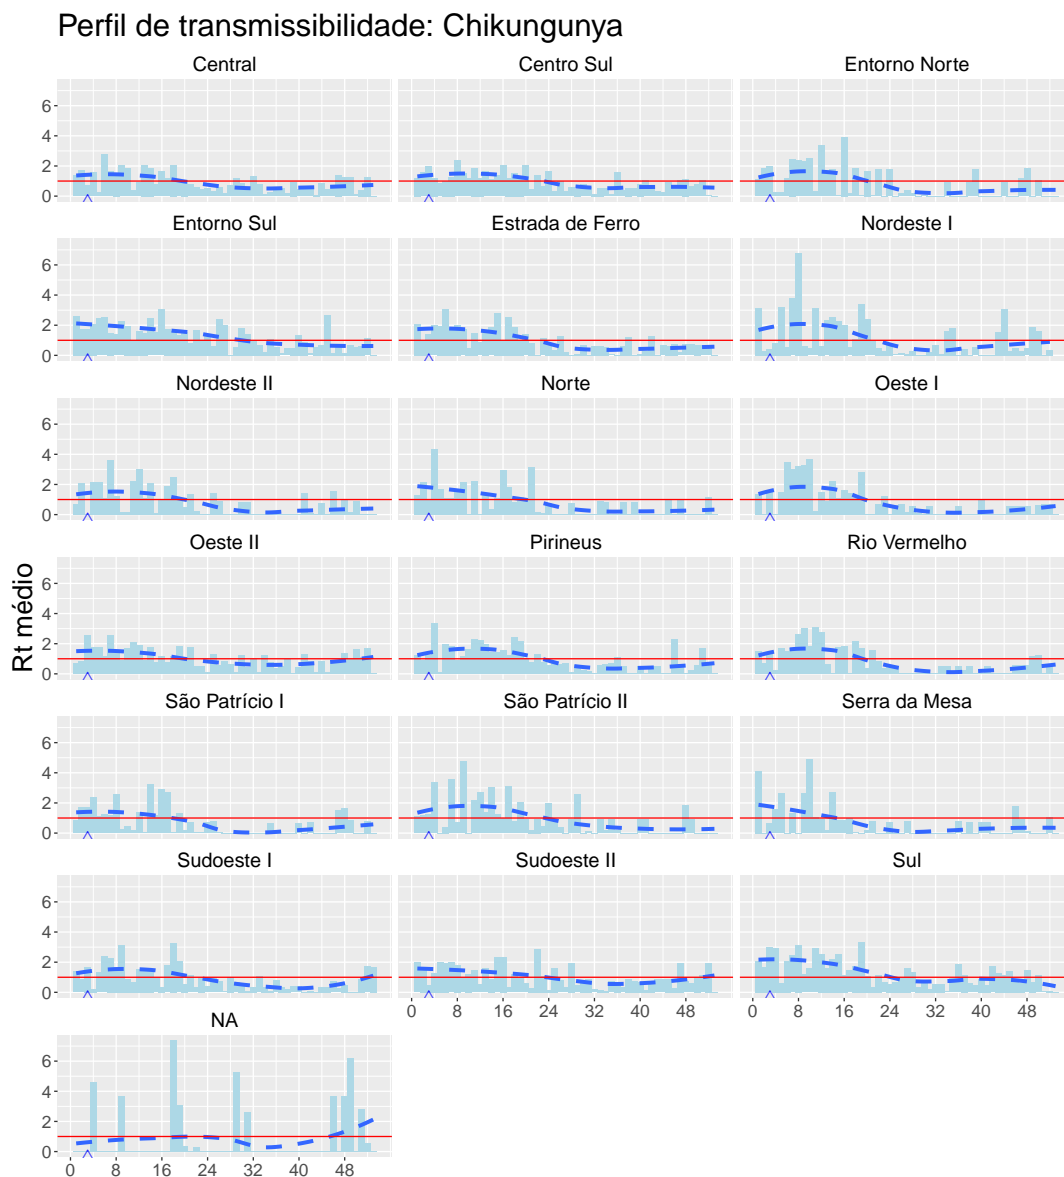 Perfil de transmissibilidade: Chikungunya
Central Centro Sul Entorno Norte
6
4
2
0
Entorno Sul Estrada de Ferro Nordeste I
6
4
2
0
Nordeste II Norte Oeste I
6
4
2
0
Oeste II Pirineus Rio Vermelho
6
4
2
0
Rt médio
São Patrício I São Patrício II Serra da Mesa
6
4
2
0
Sudoeste I Sudoeste II Sul
6
4
2
0
0 8 16 24 32 40 48 0 8 16 24 32 40 48
NA
6
4
2
0
0 8 16 24 32 48